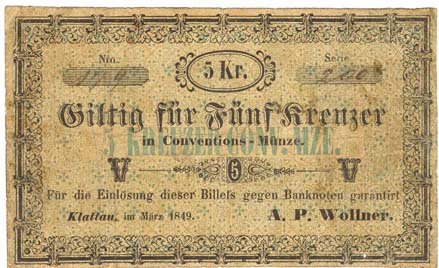 Nro. Serie
5 Kr.
Giltig für Fünf Kreuzer
5 KREUZER CONV. MZE.
in Conventions-Münze.
V 5 V
Für die Einlösung dieser Billets gegen Banknoten garantirt
Klattau, im März 1849. A. P. Wollner.